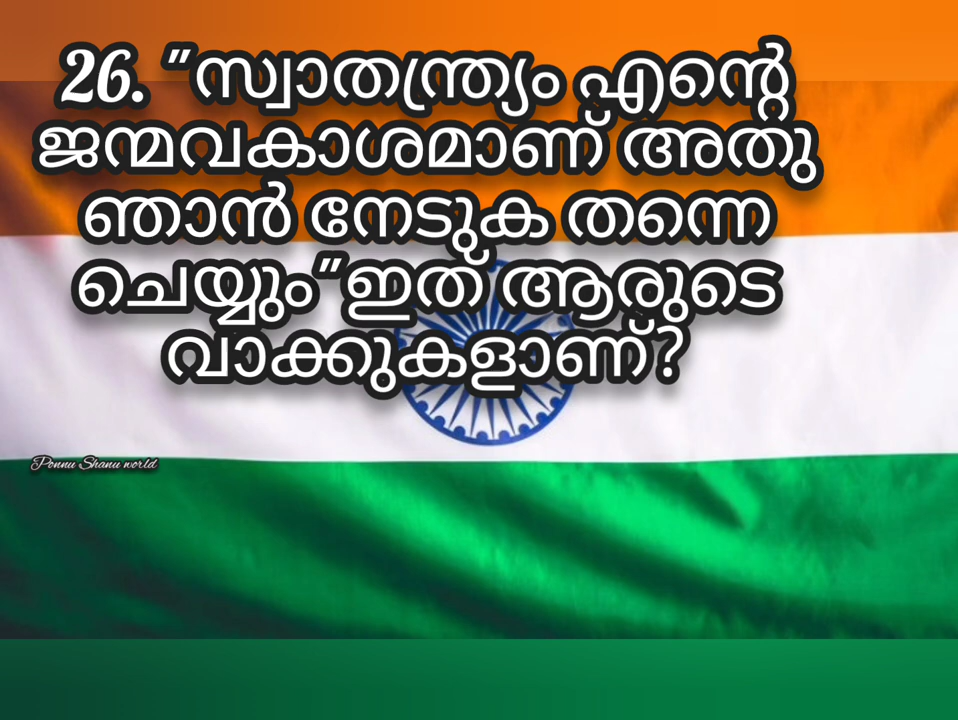 26. "സ്വാതന്ത്ര്യം എന്റെ
ജന്മവകാശമാണ് അതു
ഞാൻ നേടുക തന്നെ
ചെയ്യും"ഇത് ആരുടെ
വാക്കുകളാണ്?
Ponnu Shanu world